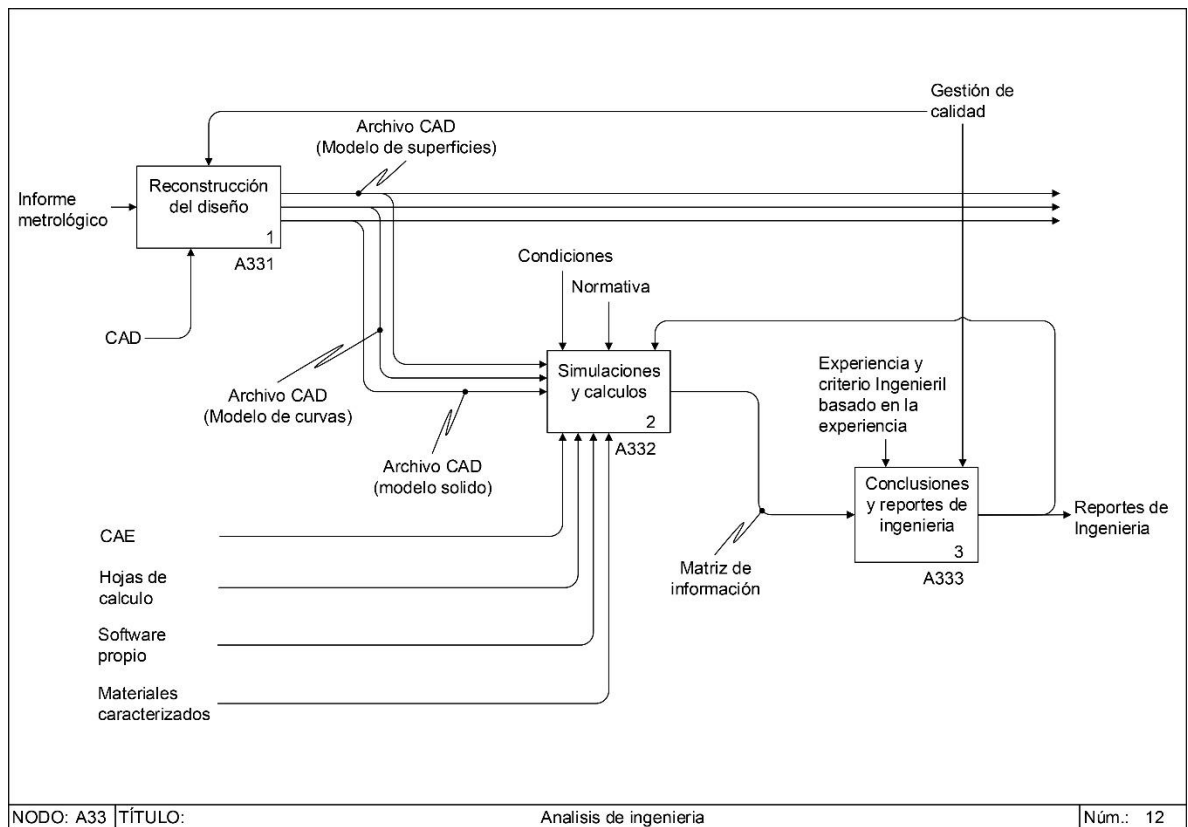 Gestión de
calidad
Archivo CAD
(Modelo de superficies)
Informe
metrológico
Reconstrucción
del diseño
1
A331
Condiciones
Normativa
CAD
Archivo CAD
(Modelo de curvas)
Simulaciones
y calculos
2
A332
Experiencia y
criterio Ingenieril
basado en la
experiencia
Archivo CAD
(modelo solido)
Conclusiones
y reportes de
ingenieria
3
A333
Reportes de
Ingenieria
CAE
Matriz de
información
Hojas de
calculo
Software
propio
Materiales
caracterizados
NODO: A33 TÍTULO: Analisis de ingenieria Núm.: 12